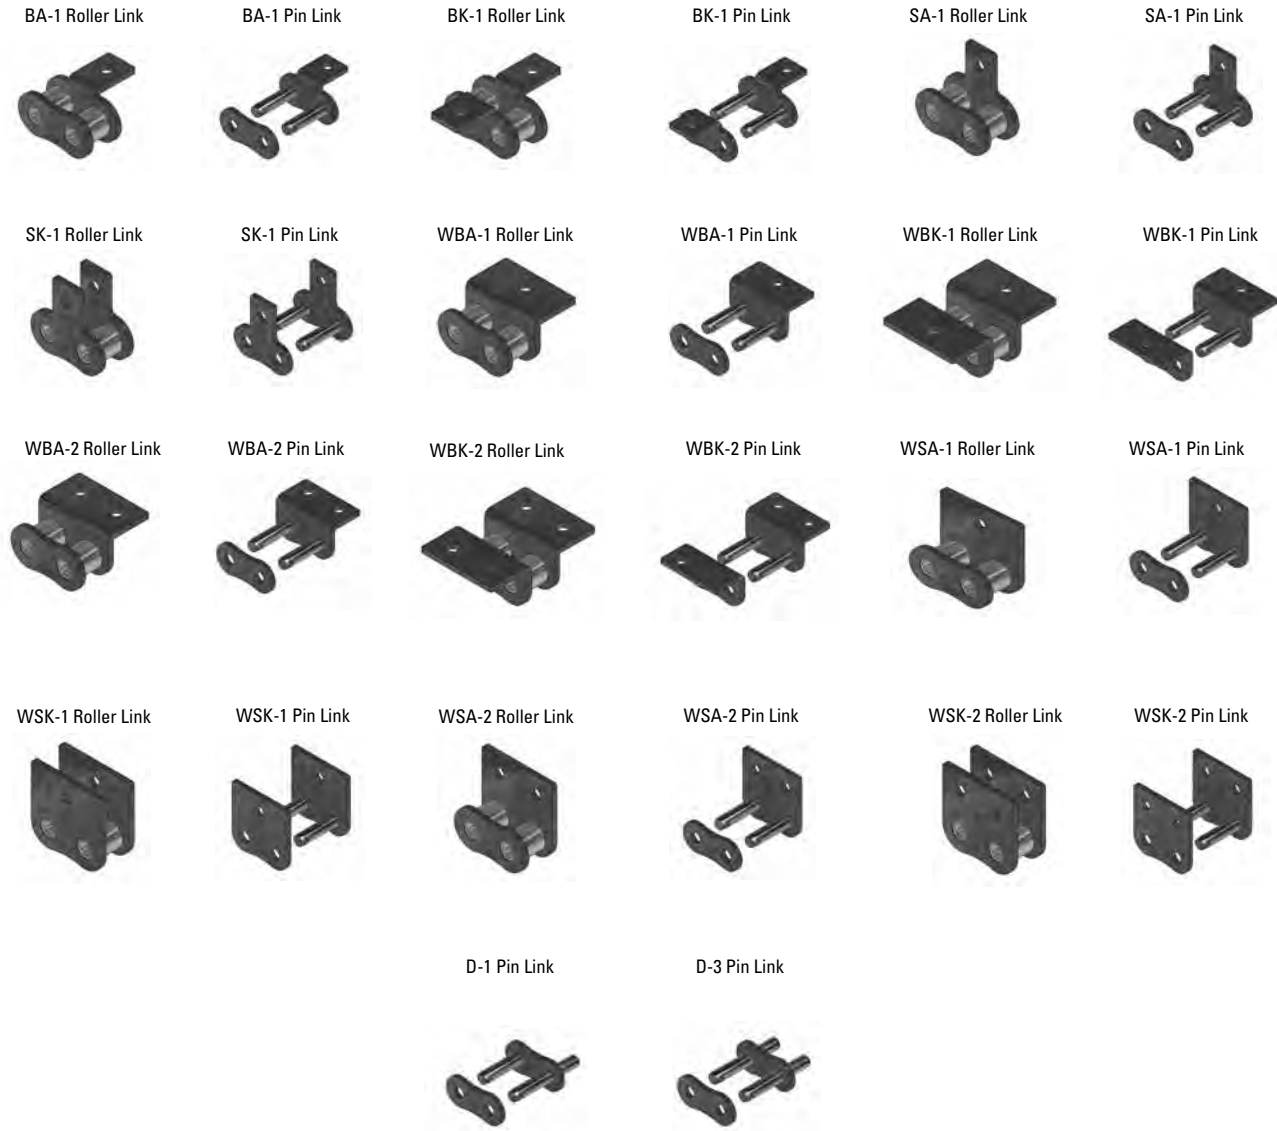 BA-1 Roller Link
BA-1 Pin Link
BK-1 Roller Link
BK-1 Pin Link
SA-1 Roller Link
SA-1 Pin Link
SK-1 Roller Link
SK-1 Pin Link
WBA-1 Roller Link
WBA-1 Pin Link
WBK-1 Roller Link
WBK-1 Pin Link
WBA-2 Roller Link
WBA-2 Pin Link
WBK-2 Roller Link
WBK-2 Pin Link
WSA-1 Roller Link
WSA-1 Pin Link
WSK-1 Roller Link
WSK-1 Pin Link
WSA-2 Roller Link
WSA-2 Pin Link
WSK-2 Roller Link
WSK-2 Pin Link
D-1 Pin Link
D-3 Pin Link